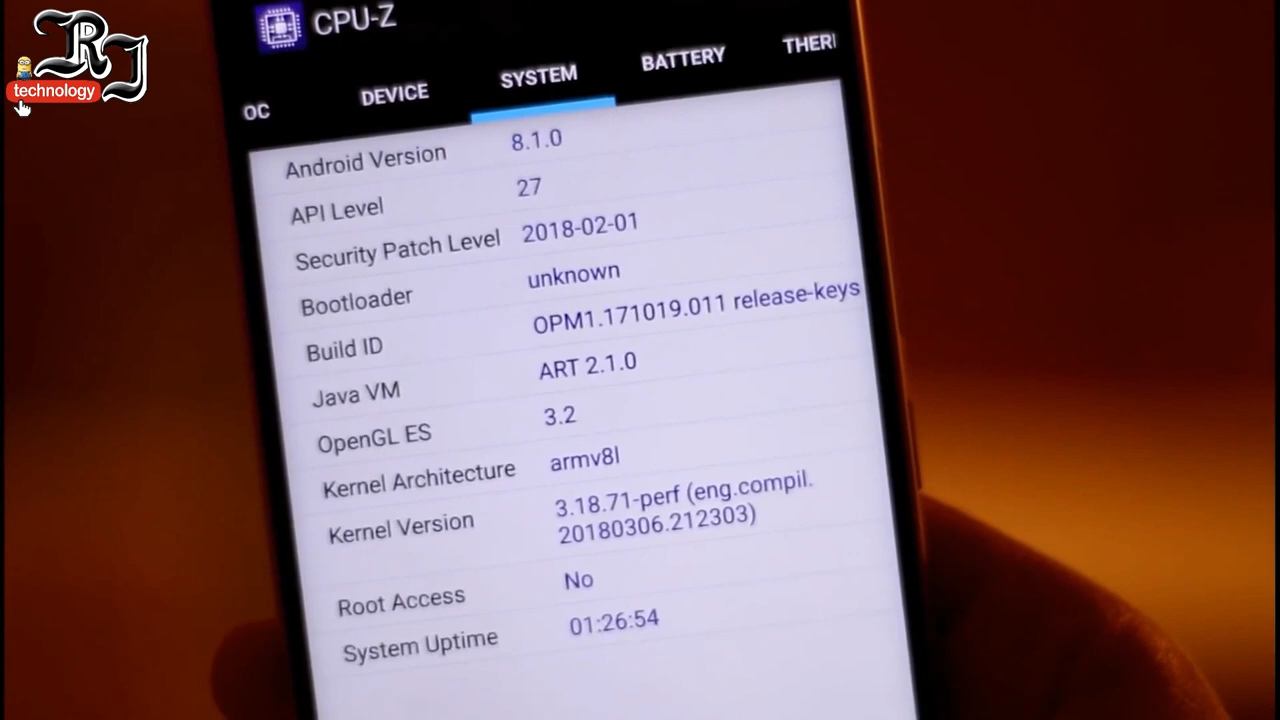 RJ
technology
CPU-Z
OC DEVICE SYSTEM BATTERY THER
Android Version 8.1.0
API Level 27
Security Patch Level 2018-02-01
Bootloader unknown
Build ID OPM1.171019.011 release-keys
Java VM ART 2.1.0
OpenGL ES 3.2
Kernel Architecture armv8l
Kernel Version 3.18.71-perf (eng.compil.
20180306.212303)
Root Access No
System Uptime 01:26:54